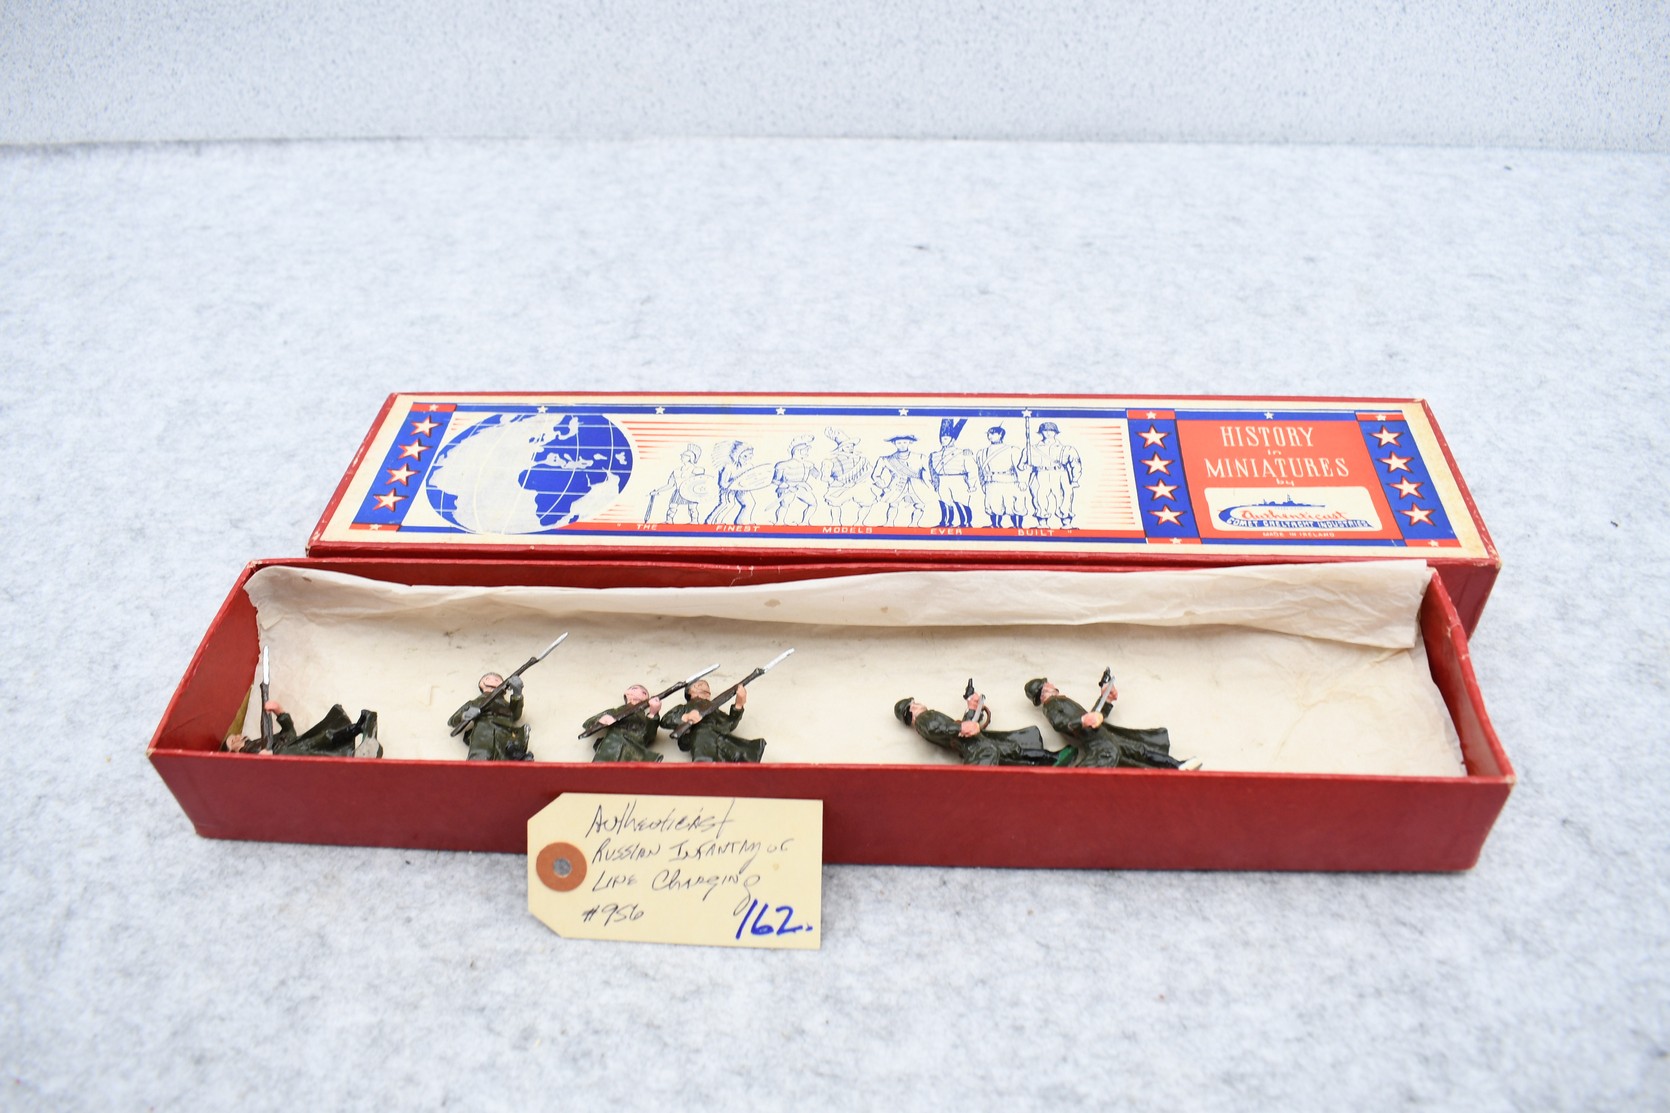 HISTORY
in
MINIATURES
by
Authenticast
COMET GAELTACHT INDUSTRIES
MADE IN IRELAND
"THE FINEST MODELS EVER BUILT"
Authenticast
Russian Infantry of
Line Charging
#956
162.